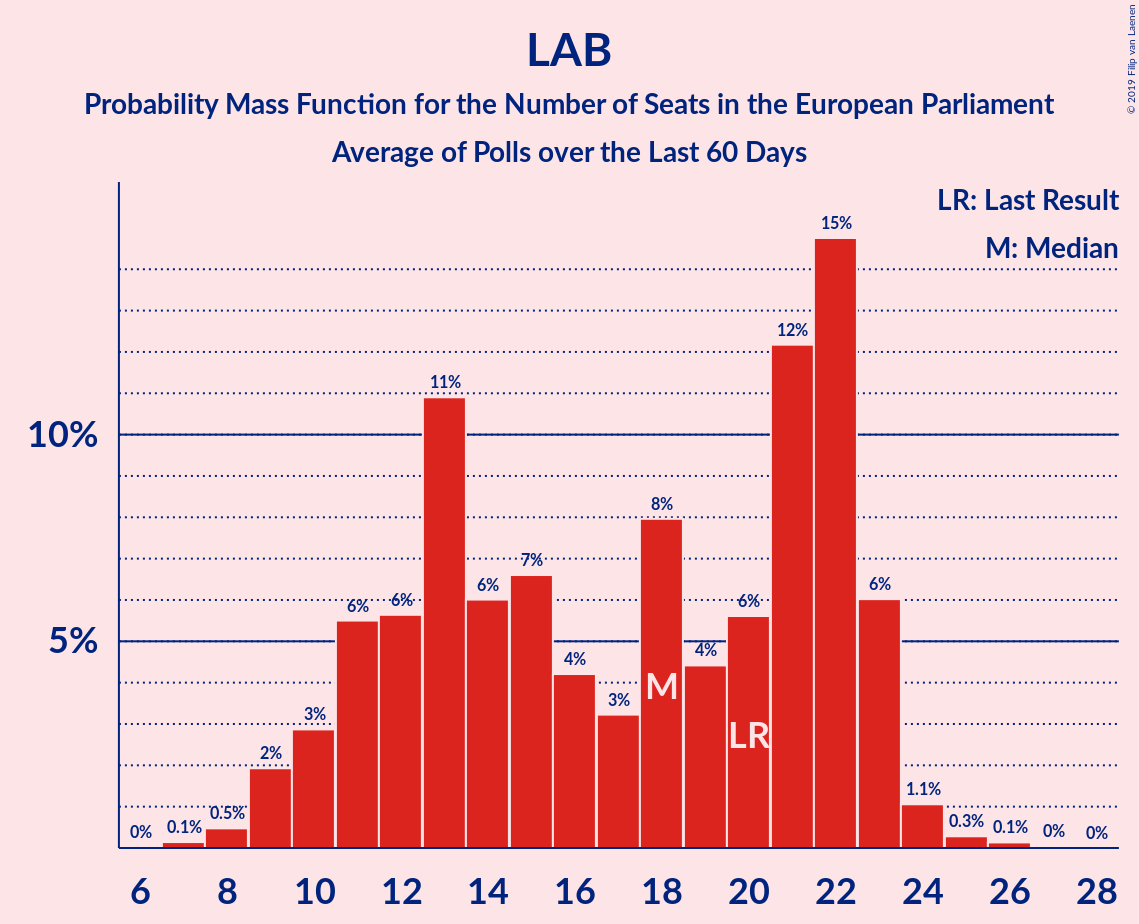 LAB
Probability Mass Function for the Number of Seats in the European Parliament
Average of Polls over the Last 60 Days
© 2019 Filip van Laenen
LR: Last Result
M: Median
10%
5%
0%
0.1%
0.5%
2%
3%
6%
6%
11%
6%
7%
4%
3%
8%
4%
6%
12%
15%
6%
1.1%
0.3%
0.1%
0%
0%
M
LR
6 8 10 12 14 16 18 20 22 24 26 28